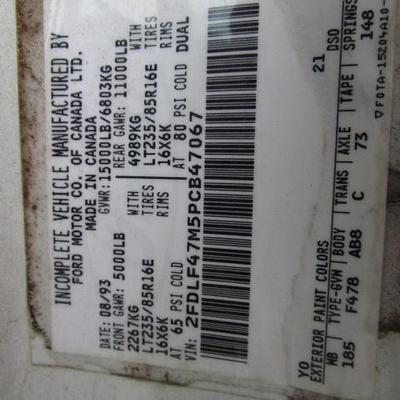 INCOMPLETE VEHICLE MANUFACTURED BY
FORD MOTOR CO. OF CANADA LTD.
MADE IN CANADA
GVWR: 15000LB/6803KG
DATE: 08/93
FRONT GAWR: 5000LB
2267KG WITH
LT235/85R16E TIRES
16X6K RIMS
AT 65 PSI COLD
REAR GAWR: 11000LB
4989KG WITH
LT235/85R16E TIRES
16X6K RIMS
AT 80 PSI COLD DUAL
VIN: 2FDLF47M5PCB47067
YO
EXTERIOR PAINT COLORS
21 DSO
WB TYPE-GVM BODY TRANS AXLE TAPE SPRINGS
185 F478 AB8 C 73 148